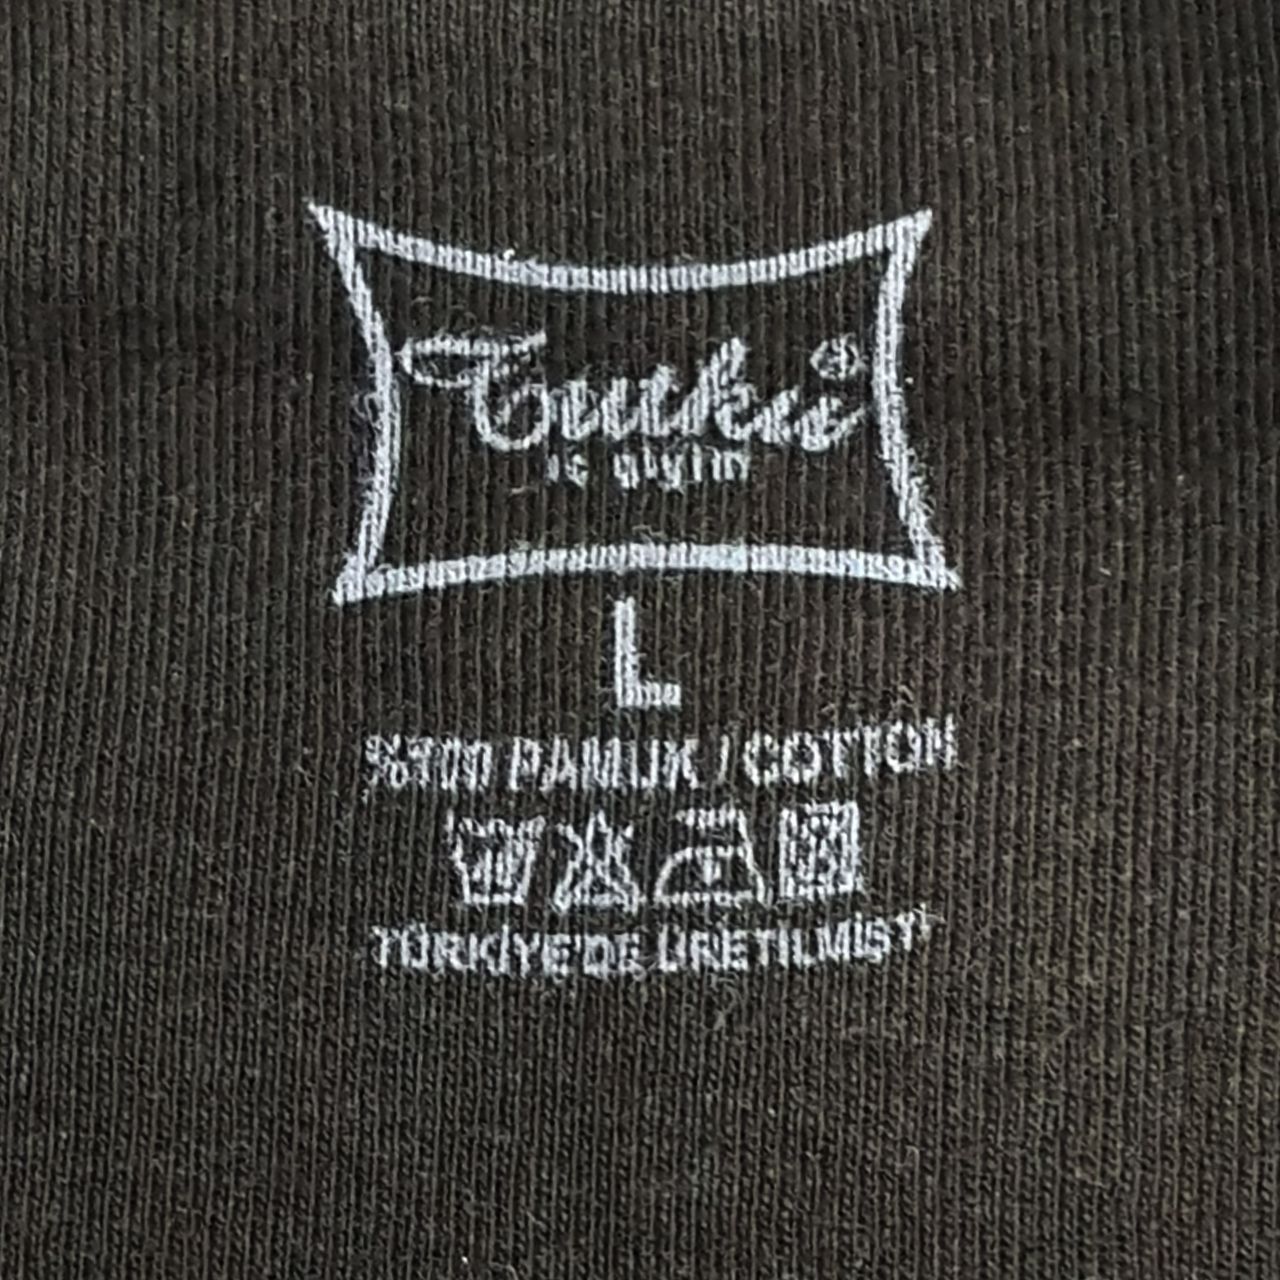 Tutku®
iç giyim
L
%100 PAMUK / COTTON
TÜRKİYE'DE ÜRETİLMİŞTİ